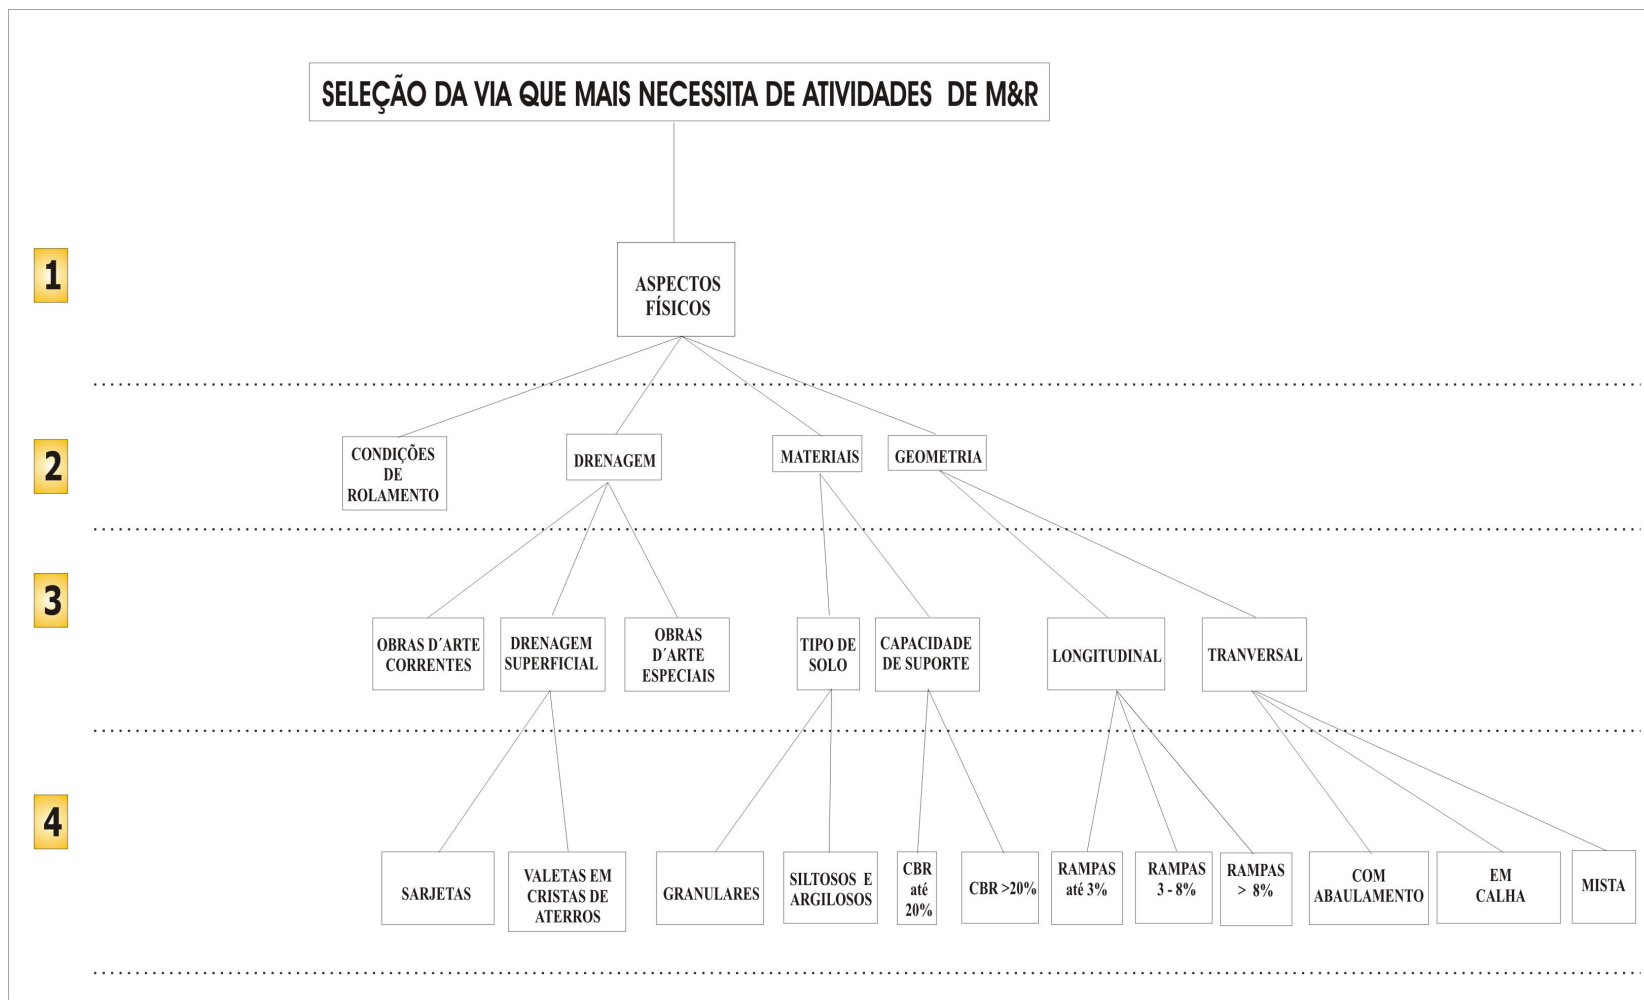 SELEÇÃO DA VIA QUE MAIS NECESSITA DE ATIVIDADES DE M&R
1
ASPECTOS
FÍSICOS
2
CONDIÇÕES
DE
ROLAMENTO
DRENAGEM
MATERIAIS
GEOMETRIA
3
OBRAS D´ARTE
CORRENTES
DRENAGEM
SUPERFICIAL
OBRAS
D´ARTE
ESPECIAIS
TIPO DE
SOLO
CAPACIDADE
DE SUPORTE
LONGITUDINAL
TRANVERSAL
4
SARJETAS
VALETAS EM
CRISTAS DE
ATERROS
GRANULARES
SILTOSOS E
ARGILOSOS
CBR
até
20%
CBR >20%
RAMPAS
até 3%
RAMPAS
3 - 8%
RAMPAS
> 8%
COM
ABAULAMENTO
EM
CALHA
MISTA